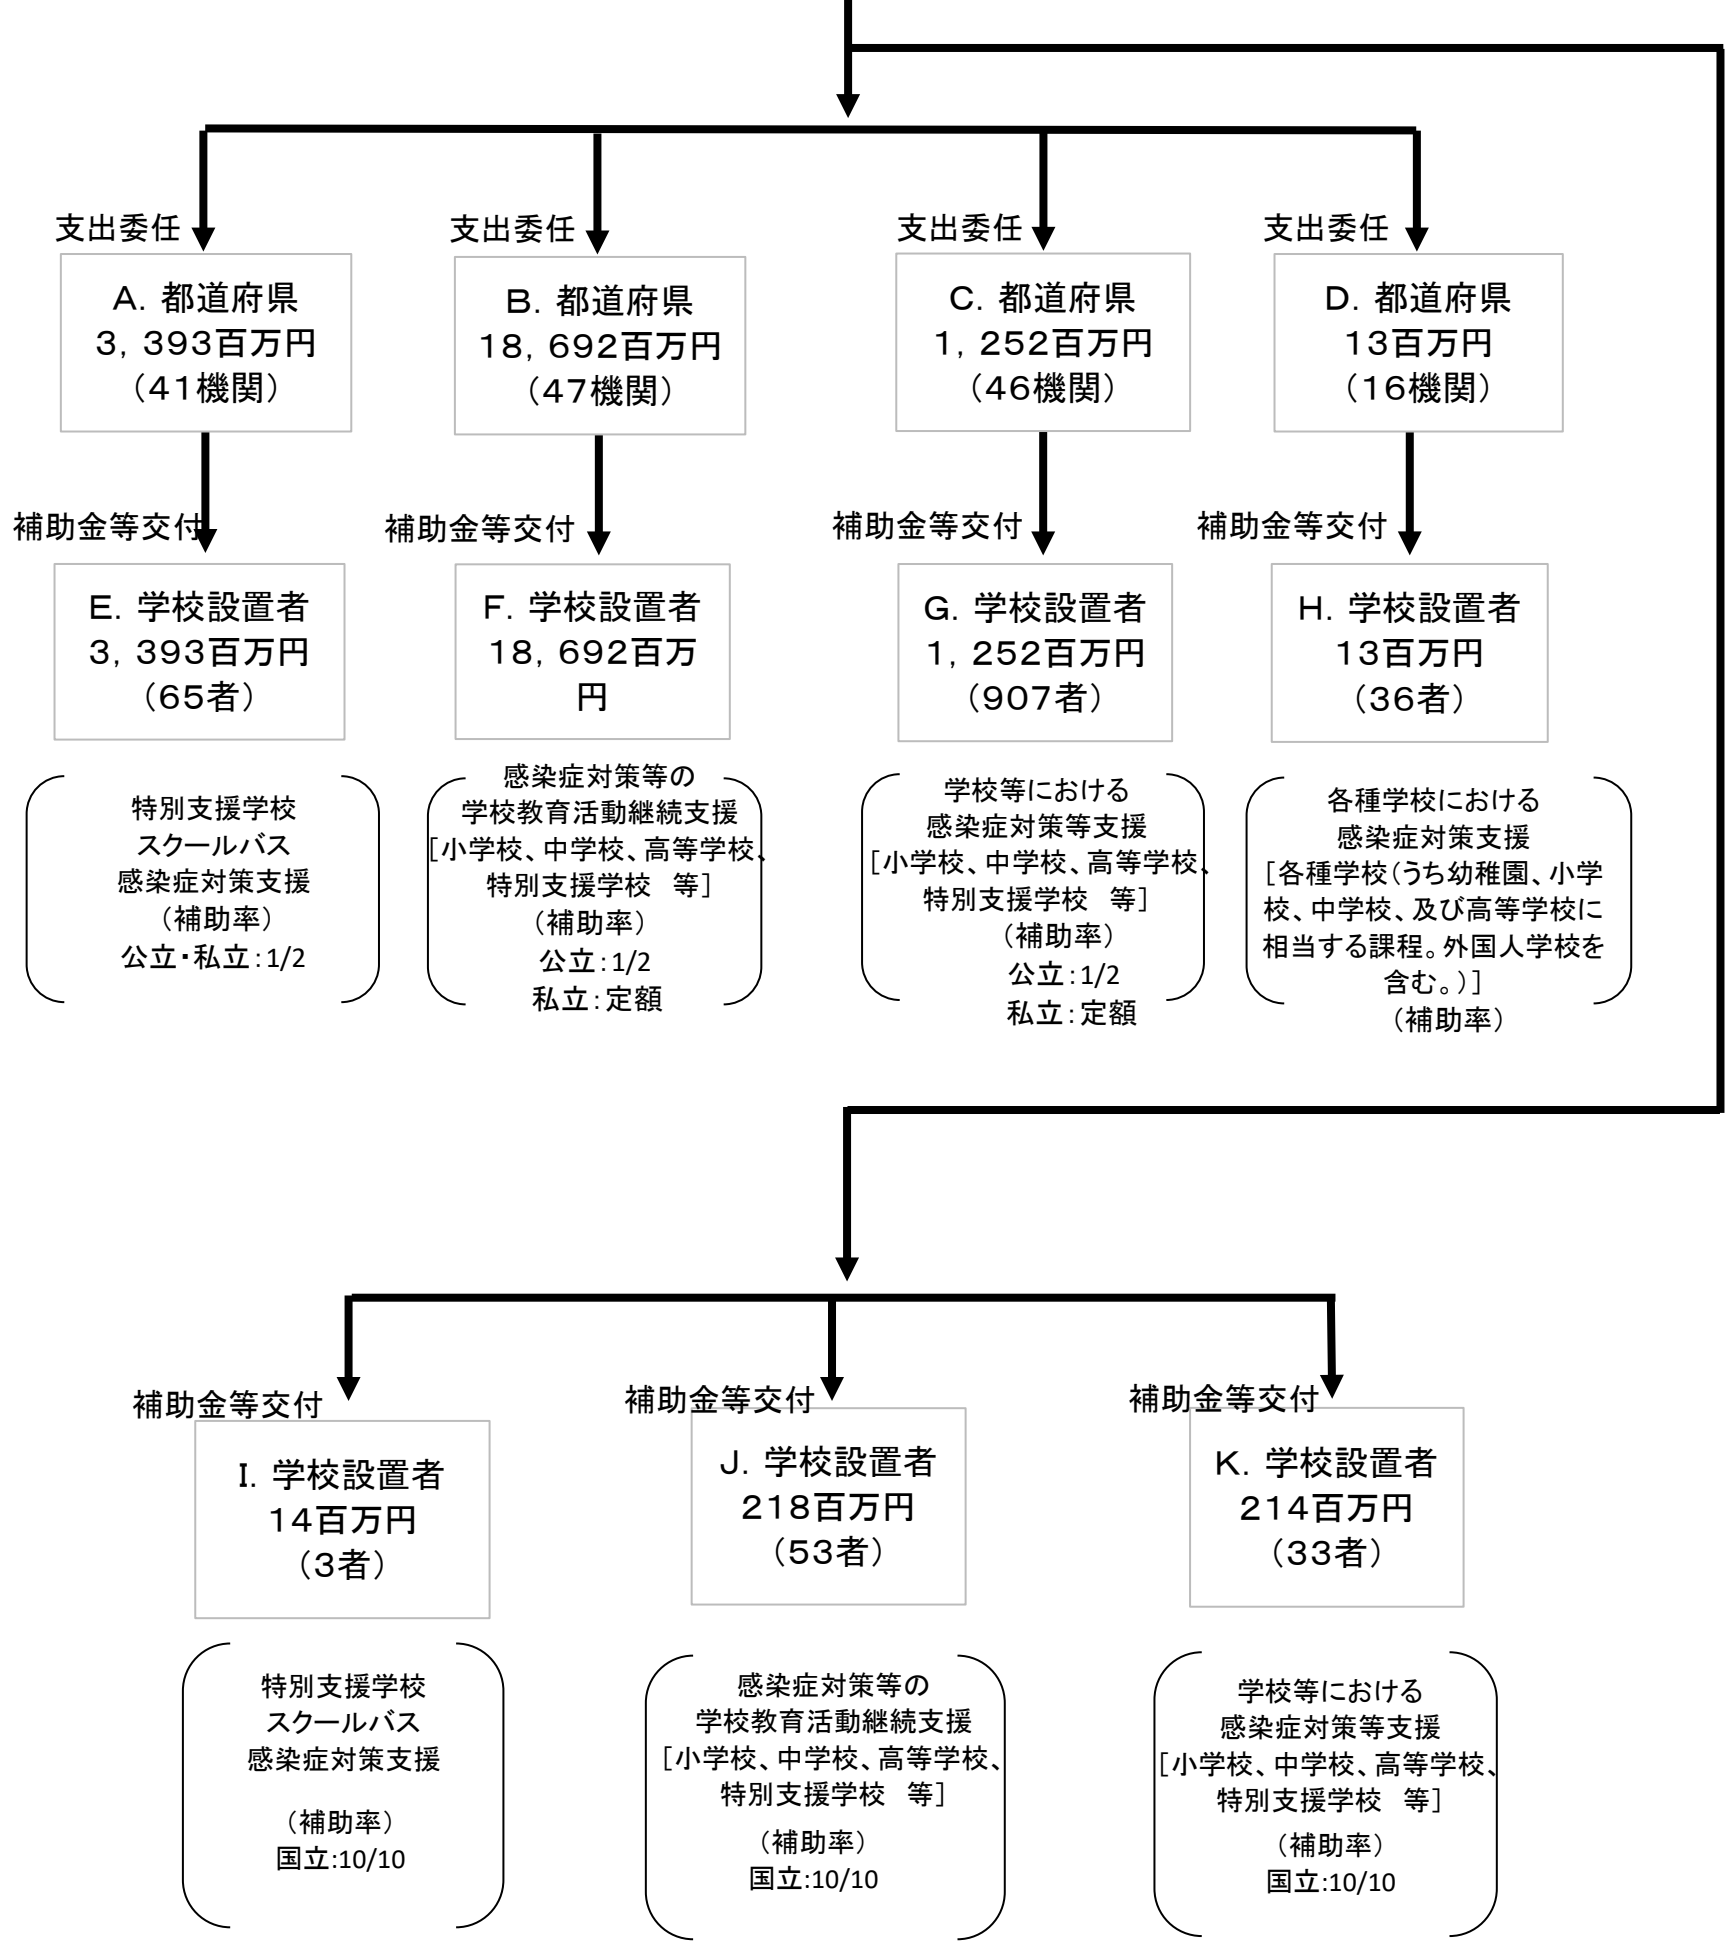 支出委任
支出委任
支出委任
支出委任
A. 都道府県
3, 393百万円
（41機関）
B. 都道府県
18, 692百万円
（47機関）
C. 都道府県
1, 252百万円
（46機関）
D. 都道府県
13百万円
（16機関）
補助金等交付
補助金等交付
補助金等交付
補助金等交付
E. 学校設置者
3, 393百万円
（65者）
F. 学校設置者
18, 692百万
円
G. 学校設置者
1, 252百万円
（907者）
H. 学校設置者
13百万円
（36者）
特別支援学校
スクールバス
感染症対策支援
（補助率）
公立・私立：1/2
感染症対策等の
学校教育活動継続支援
［小学校、中学校、高等学校、
特別支援学校　等］
（補助率）
公立：1/2
私立：定額
学校等における
感染症対策等支援
［小学校、中学校、高等学校、
特別支援学校　等］
（補助率）
公立：1/2
私立：定額
各種学校における
感染症対策支援
［各種学校（うち幼稚園、小学
校、中学校、及び高等学校に
相当する課程。外国人学校を
含む。）］
（補助率）
補助金等交付
補助金等交付
補助金等交付
I. 学校設置者
14百万円
（3者）
J. 学校設置者
218百万円
（53者）
K. 学校設置者
214百万円
（33者）
特別支援学校
スクールバス
感染症対策支援
（補助率）
国立:10/10
感染症対策等の
学校教育活動継続支援
［小学校、中学校、高等学校、
特別支援学校　等］
（補助率）
国立:10/10
学校等における
感染症対策等支援
［小学校、中学校、高等学校、
特別支援学校　等］
（補助率）
国立:10/10